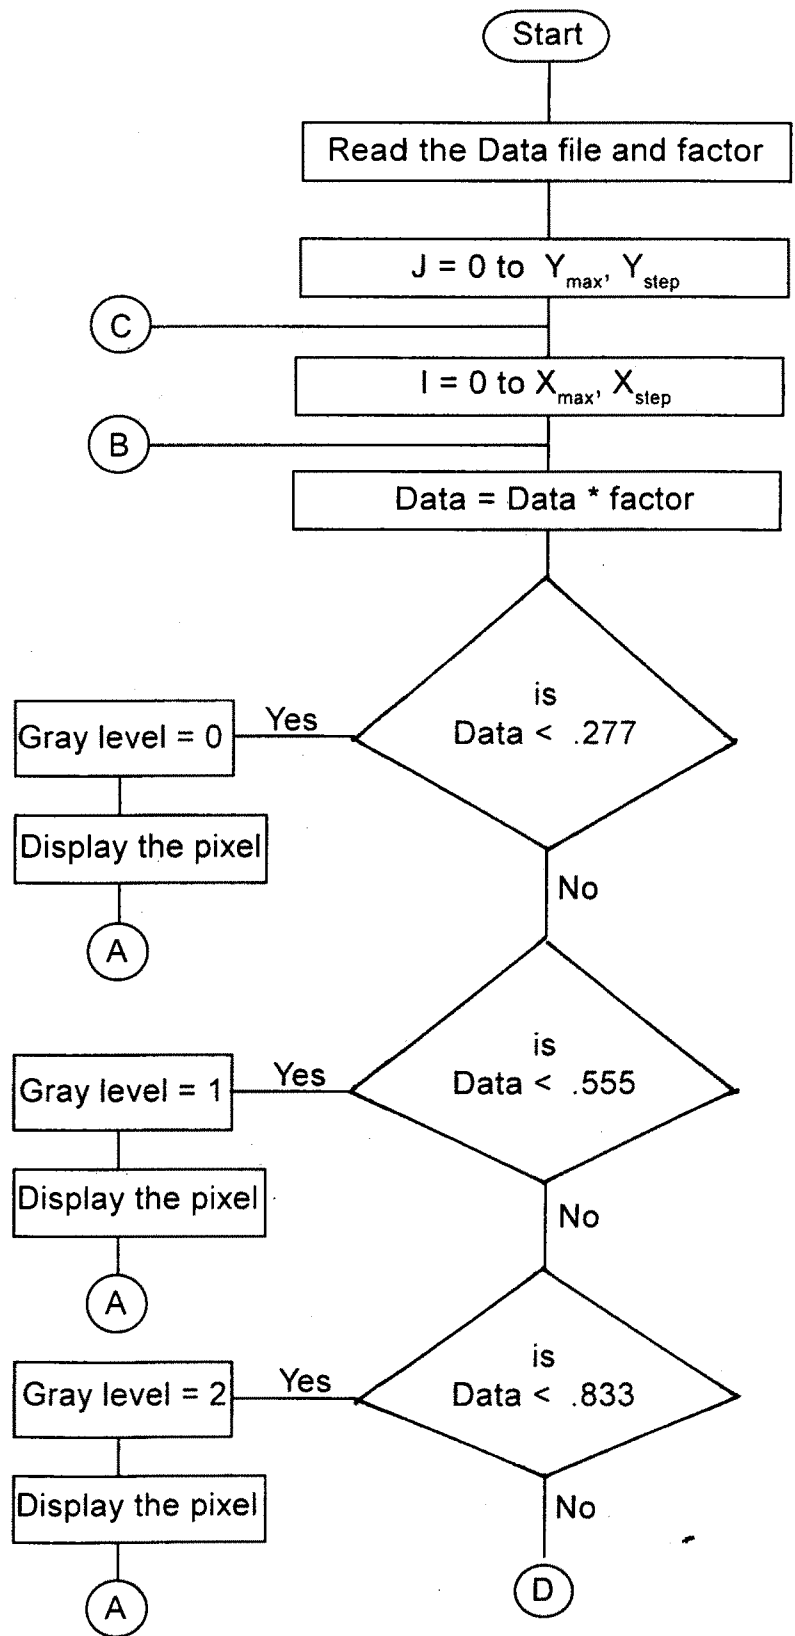 Start
Read the Data file and factor
J = 0 to Ymax, Ystep
C
I = 0 to Xmax, Xstep
B
Data = Data * factor
is
Data < .277
Yes
Gray level = 0
Display the pixel
A
No
is
Data < .555
Yes
Gray level = 1
Display the pixel
A
No
is
Data < .833
Yes
Gray level = 2
Display the pixel
A
No
D